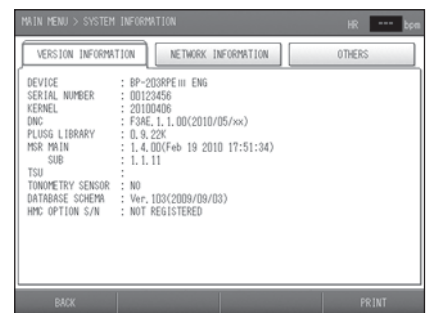 MAIN MENU > SYSTEM INFORMATION HR --- bpm
VERSION INFORMATION NETWORK INFORMATION OTHERS
DEVICE : BP-203RPEⅢ ENG
SERIAL NUMBER : 00123456
KERNEL : 20100406
DNC : F3AE.1.1.00(2010/05/××)
PLUSG LIBRARY : 0.9.22K
MSR MAIN : 1.4.00(Feb 19 2010 17:51:34)
SUB : 1.1.11
TSU :
TONOMETRY SENSOR : NO
DATABASE SCHEMA : Ver.103(2009/09/03)
HMC OPTION S/N : NOT REGISTERED
BACK PRINT